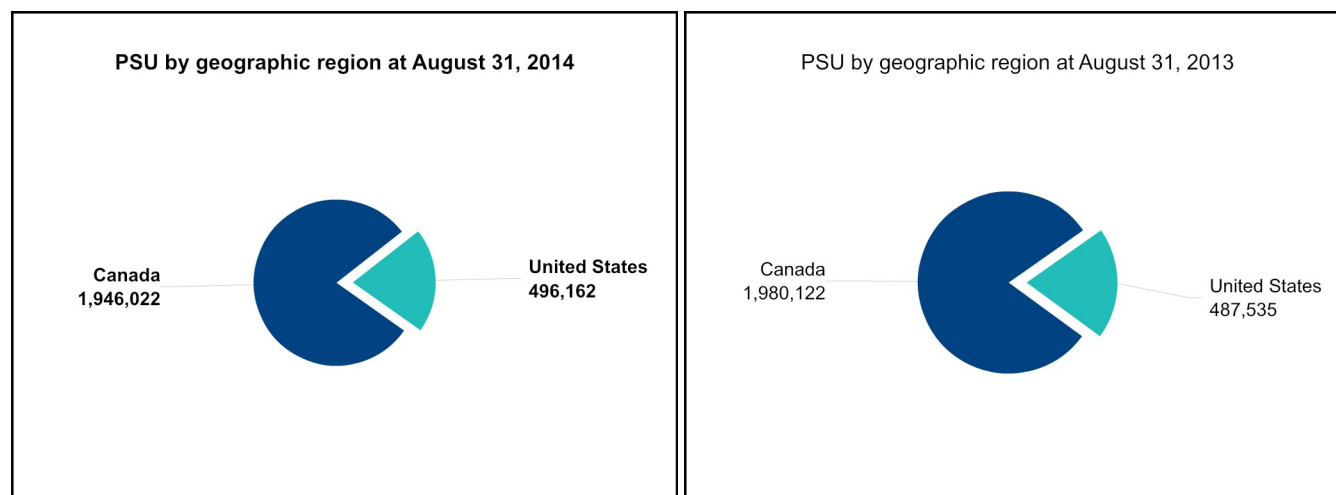 PSU by geographic region at August 31, 2014
Canada
1,946,022
United States
496,162
PSU by geographic region at August 31, 2013
Canada
1,980,122
United States
487,535